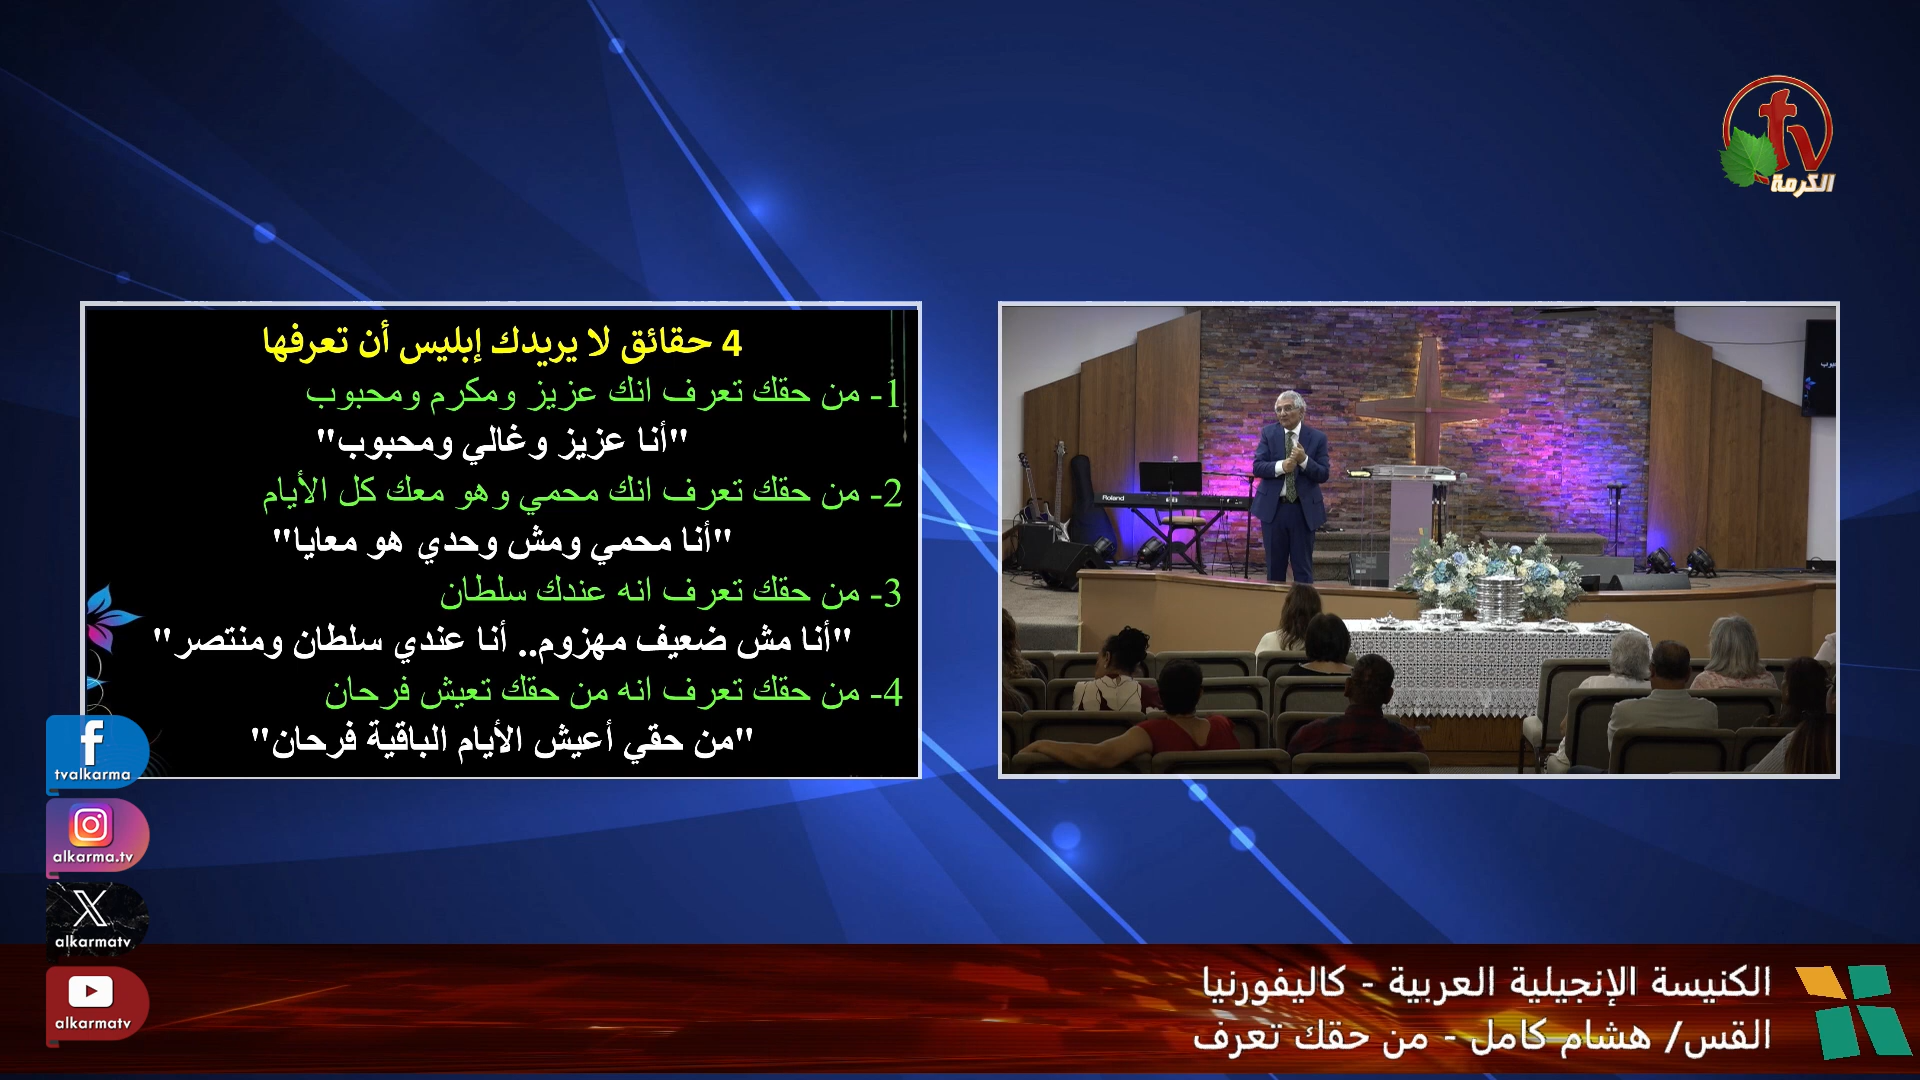 tv
الكرمة
4 حقائق لا يريدك إبليس أن تعرفها
1- من حقك تعرف انك عزيز ومكرم ومحبوب
"أنا عزيز وغالي ومحبوب"
2- من حقك تعرف انك محمي وهو معك كل الأيام
"أنا محمي ومش وحدي هو معايا"
3- من حقك تعرف انه عندك سلطان
"أنا مش ضعيف مهزوم.. أنا عندي سلطان ومنتصر"
4- من حقك تعرف انه من حقك تعيش فرحان
"من حقي أعيش الأيام الباقية فرحان"
Roland
tvalkarma
alkarma.tv
alkarmatv
alkarmatv
الكنيسة الإنجيلية العربية - كاليفورنيا
القس/ هشام كامل - من حقك تعرف